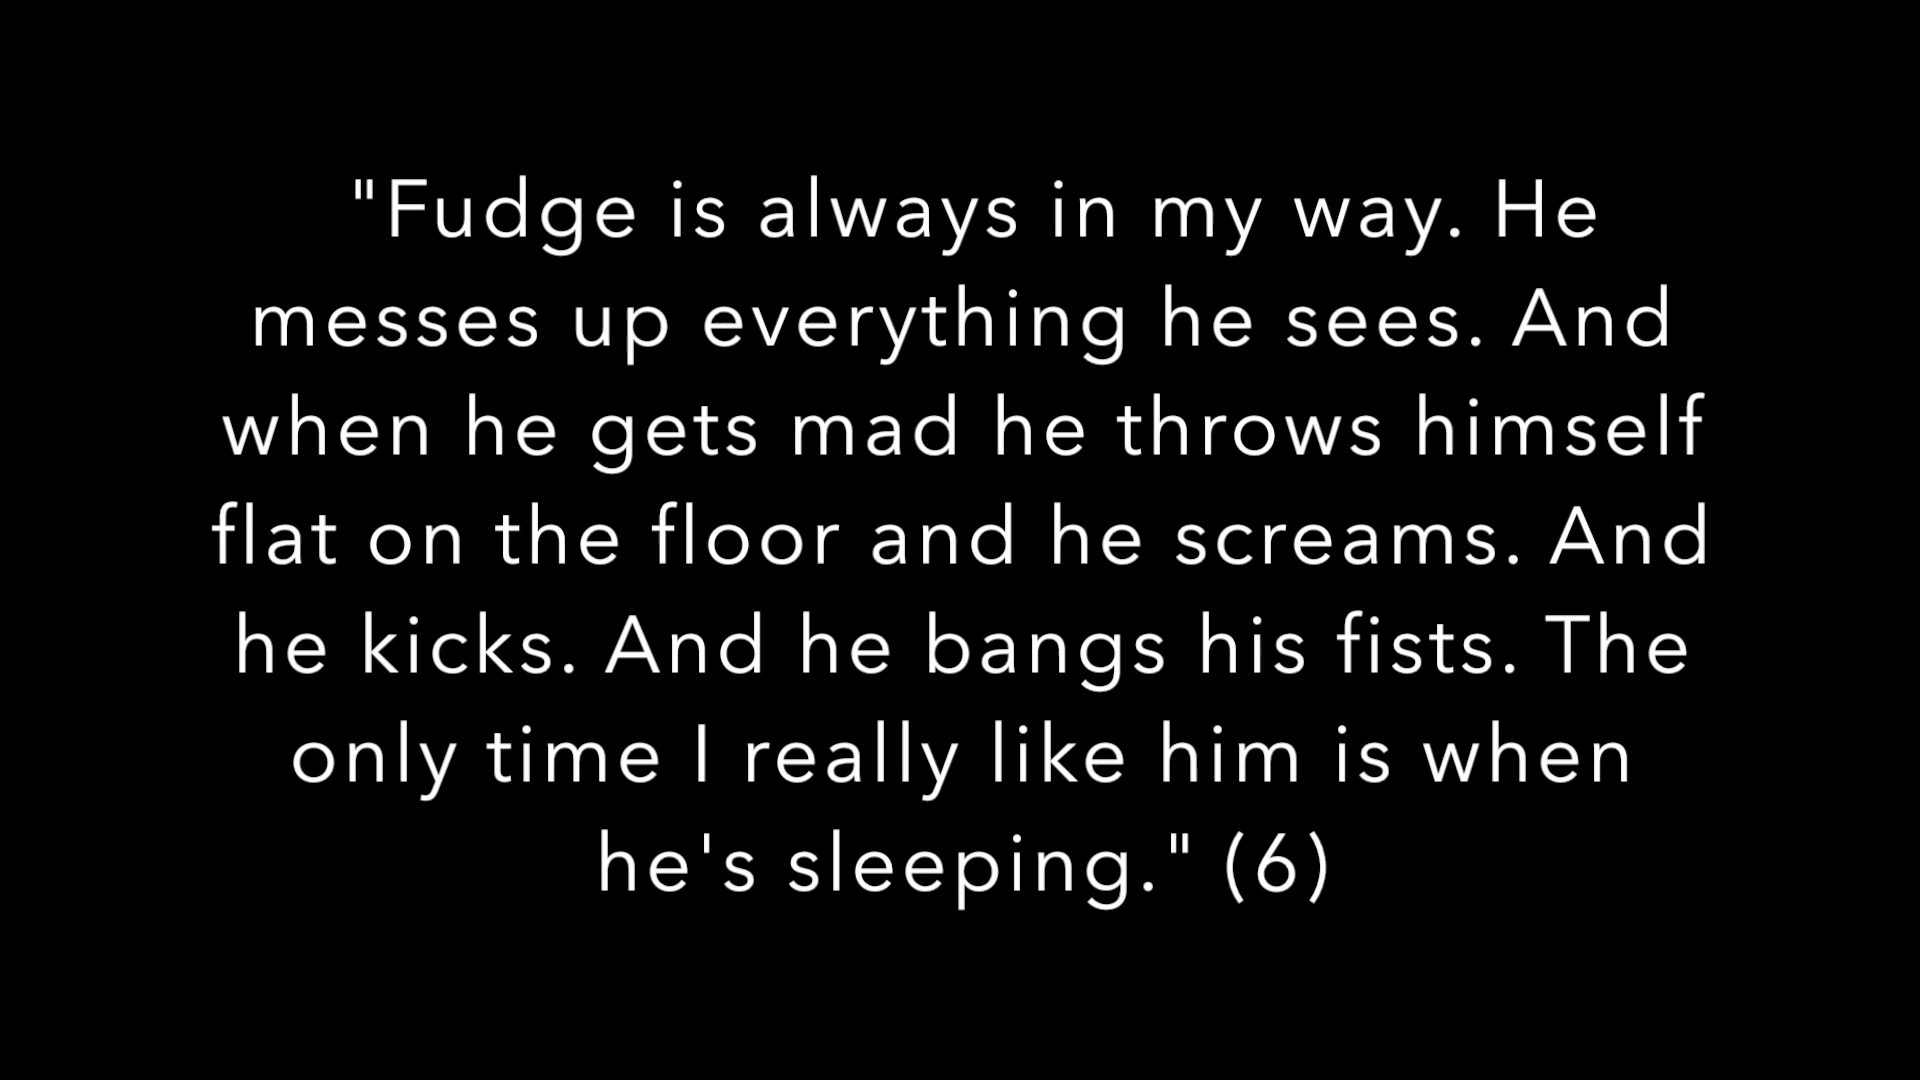 "Fudge is always in my way. He
messes up everything he sees. And
when he gets mad he throws himself
flat on the floor and he screams. And
he kicks. And he bangs his fists. The
only time I really like him is when
he's sleeping." (6)